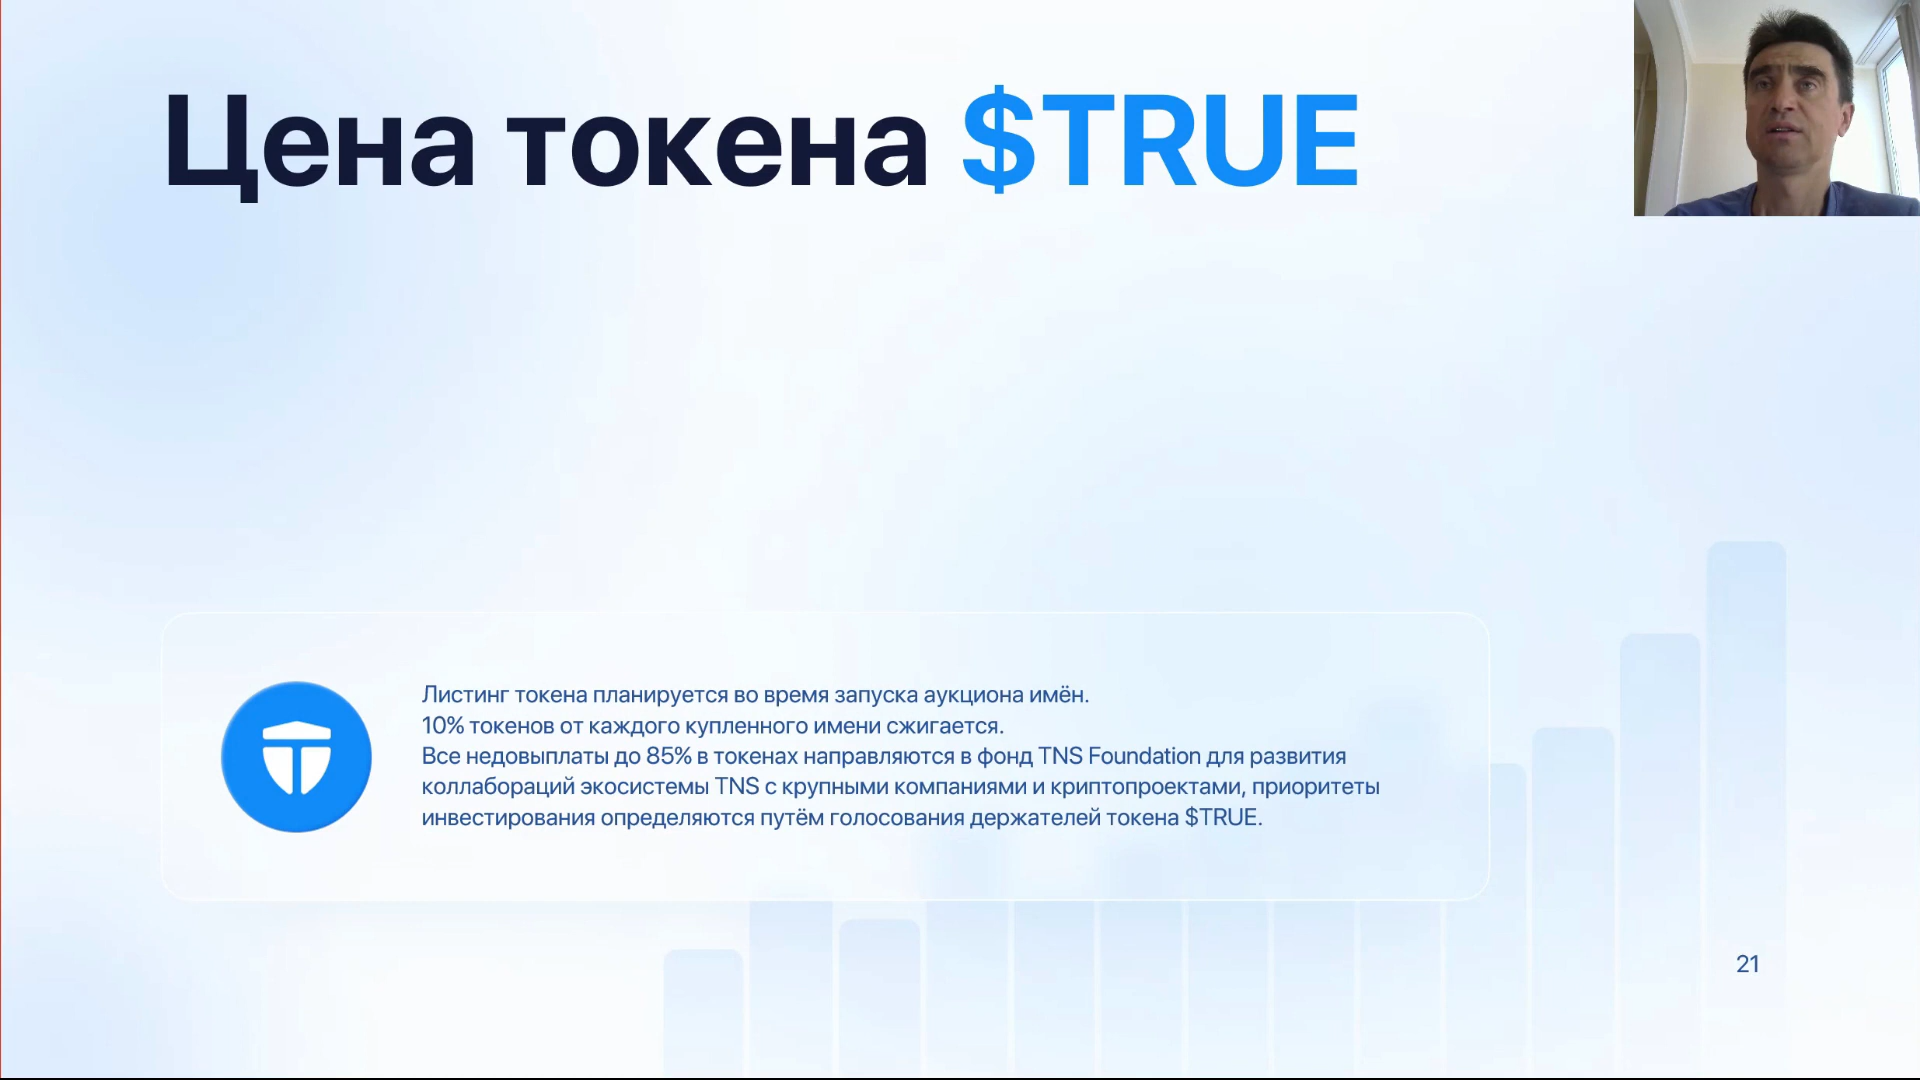 Цена токена $TRUE
Листинг токена планируется во время запуска аукциона имён.
10% токенов от каждого купленного имени сжигается.
Все недовыплаты до 85% в токенах направляются в фонд TNS Foundation для развития
коллабораций экосистемы TNS с крупными компаниями и криптопроектами, приоритеты
инвестирования определяются путём голосования держателей токена $TRUE.
21